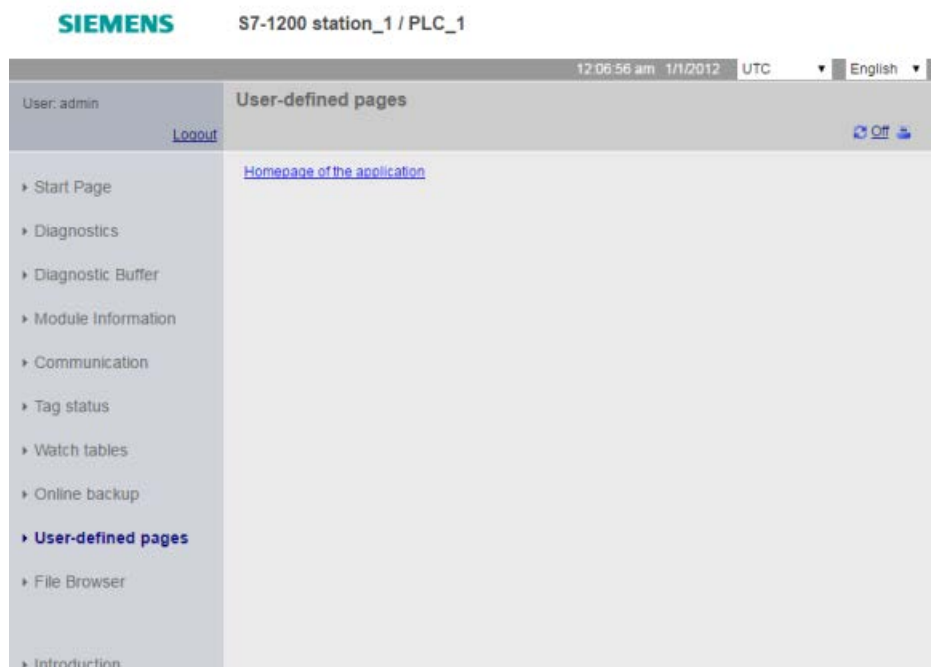 SIEMENS
S7-1200 station_1 / PLC_1
12:06:56 am 1/1/2012 UTC English
User: admin
User-defined pages
Logout
Off
Homepage of the application
Start Page
Diagnostics
Diagnostic Buffer
Module Information
Communication
Tag status
Watch tables
Online backup
User-defined pages
File Browser
Introduction